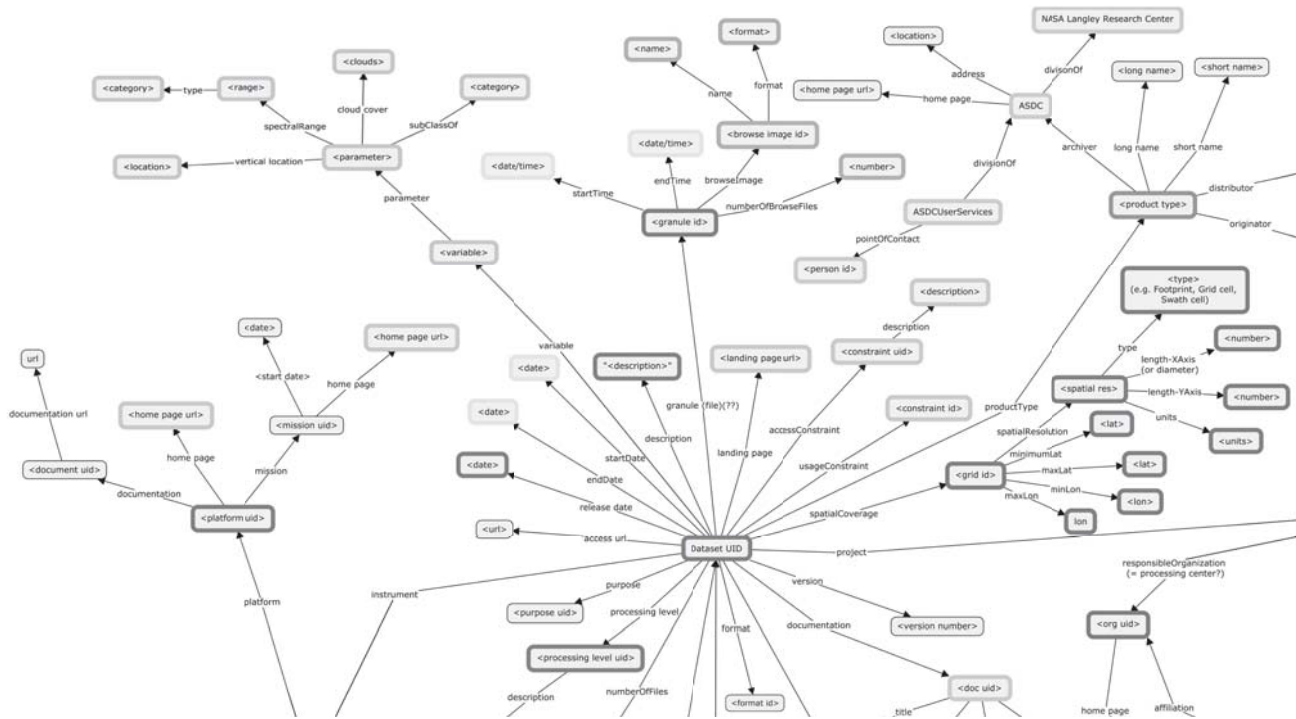 NASA Langley Research Center
<format>
<location>
<name>
<long name>
<short name>
<clouds>
address
divisonOf
<category>
type
<range>
<category>
format
<home page url>
home page
ASDC
name
cloud cover
spectralRange
subClassOf
<browse image id>
archiver
<date/time>
long name
short name
<location>
vertical location
<parameter>
<date/time>
endTime
browseImage
<number>
divisionOf
startTime
numberOfBrowseFiles
distributor
parameter
<granule id>
ASDCUserServices
<product type>
originator
pointOfContact
<variable>
<person id>
<type>
(e.g. Footprint, Grid cell,
Swath cell)
<description>
<date>
<home page url>
description
url
variable
<date>
"<description>"
<landing page url>
<constraint uid>
type
length-XAxis
(or diameter)
<number>
<start date>
home page
<spatial res>
length-YAxis
<number>
documentation url
<home page url>
<date>
granule (file)(??)
<constraint id>
productType
units
<mission uid>
accessConstraint
spatialResolution
<lat>
<units>
description
minimumLat
home page
startDate
landing page
<document uid>
mission
<date>
endDate
usageConstraint
<grid id>
maxLat
<lat>
documentation
minLon
<lon>
maxLon
<platform uid>
release date
spatialCoverage
lon
<url>
access url
Dataset UID
project
responsibleOrganization
(= processing center?)
version
purpose
instrument
platform
<purpose uid>
processing level
format
documentation
<version number>
<org uid>
<processing level uid>
numberOfFiles
<doc uid>
description
<format id>
title
home page
affiliation